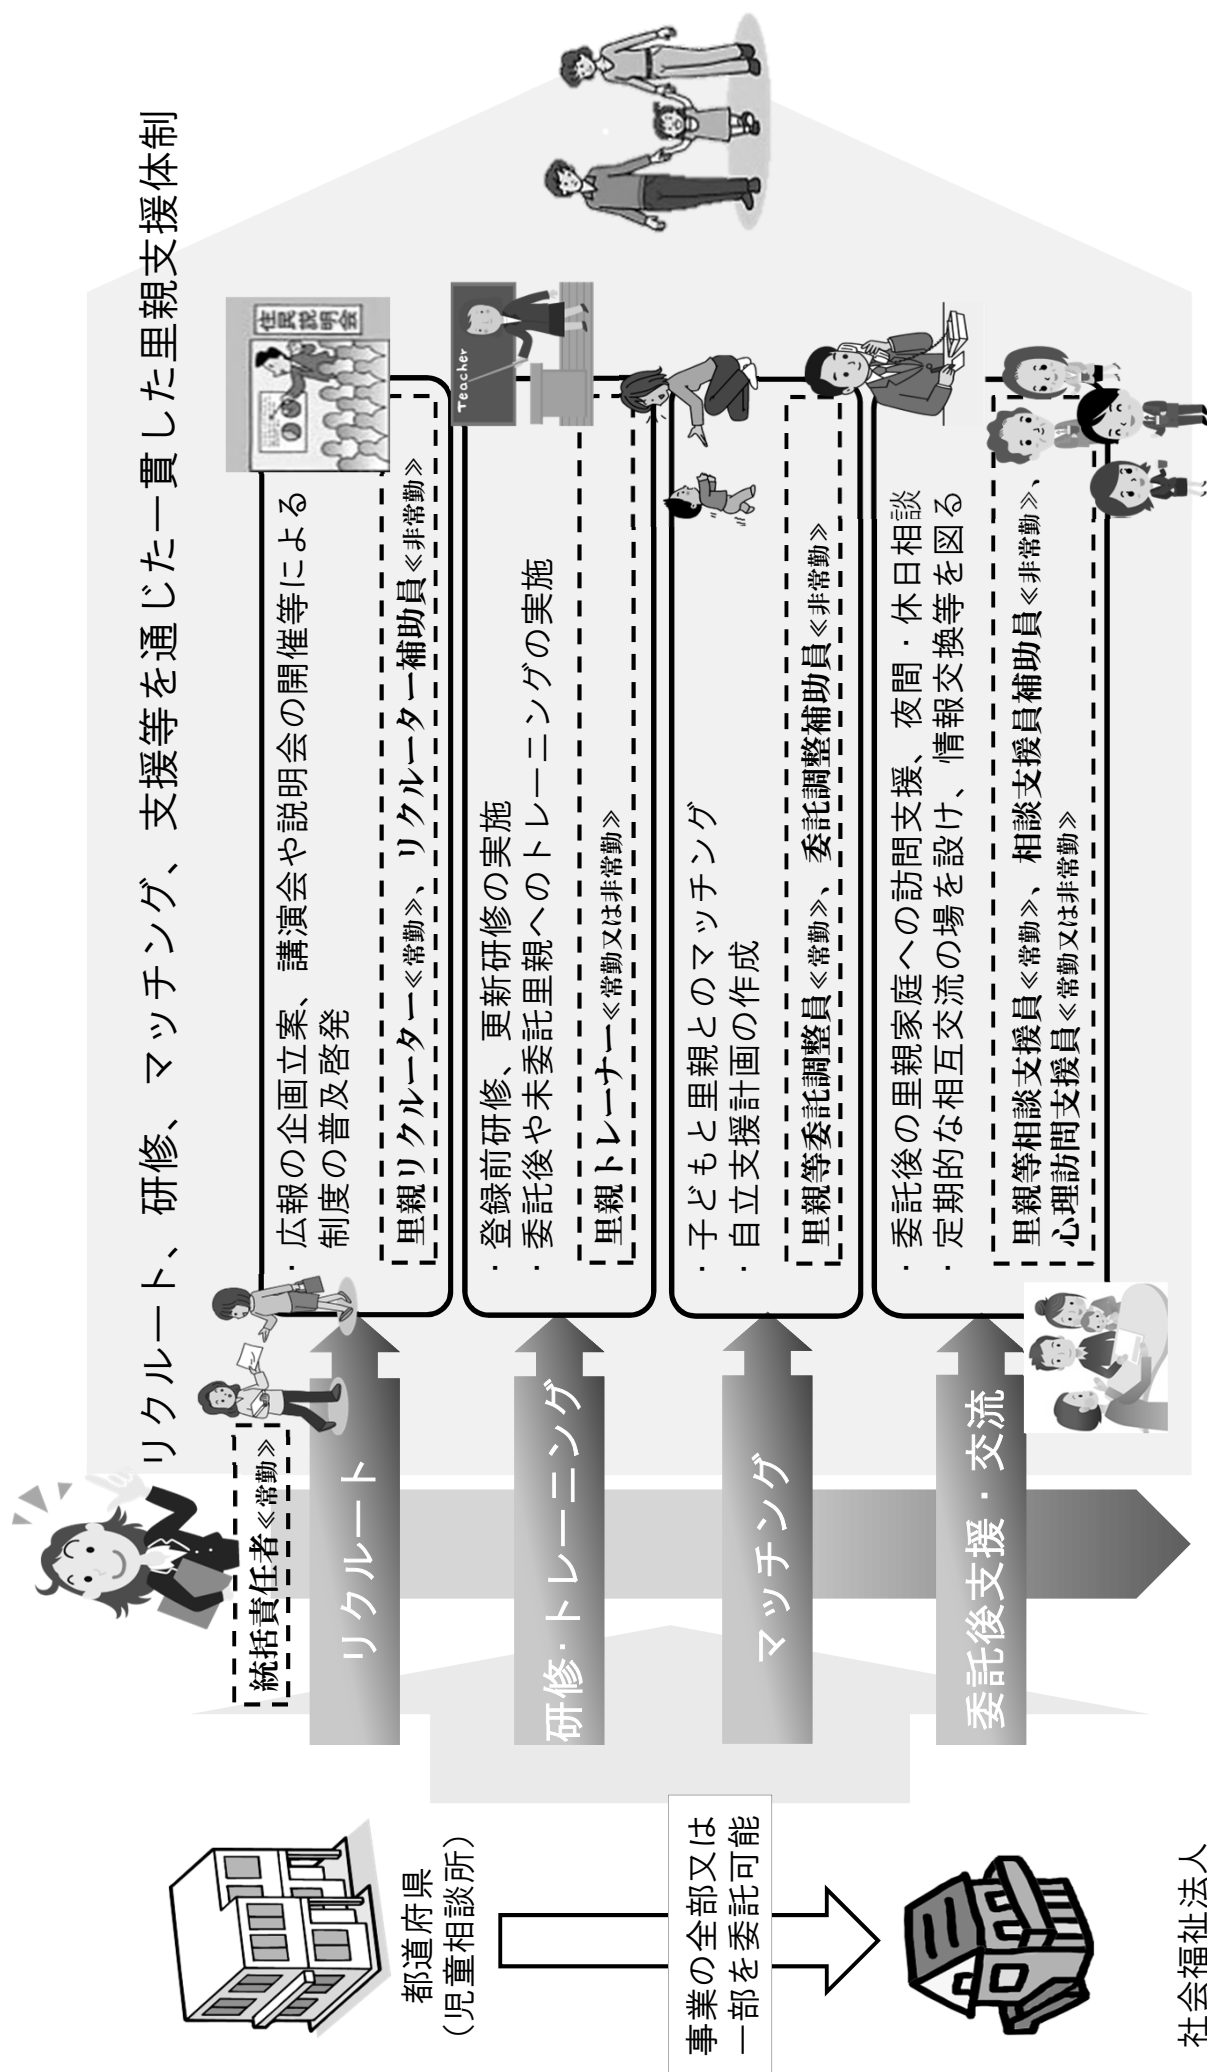 リクルート、研修、マッチング、支援等を通じた一貫した里親支援体制
統括責任者≪常勤≫
リクルート
・広報の企画立案、講演会や説明会の開催等による
制度の普及啓発
里親リクルーター≪常勤≫、リクルーター補助員≪非常勤≫
住民説明会
研修・トレーニング
・登録前研修、更新研修の実施
・委託後や未委託里親へのトレーニングの実施
里親トレーナー≪常勤又は非常勤≫
Teacher
マッチング
・子どもと里親とのマッチング
・自立支援計画の作成
里親等委託調整員≪常勤≫、委託調整補助員≪非常勤≫
委託後支援・交流
・委託後の里親家庭への訪問支援、夜間・休日相談
・定期的な相互交流の場を設け、情報交換等を図る
里親等相談支援員≪常勤≫、相談支援員補助員≪非常勤≫、
心理訪問支援員≪常勤又は非常勤≫
都道府県
(児童相談所)
事業の全部又は
一部を委託可能
社会福祉法人